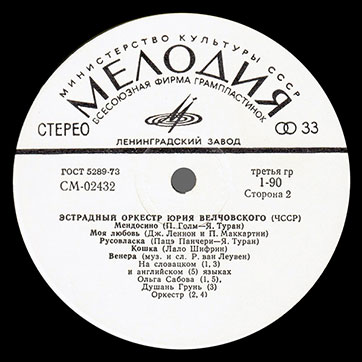 МИНИСТЕРСТВО КУЛЬТУРЫ СССР
МЕЛОДИЯ
ВСЕСОЮЗНАЯ ФИРМА ГРАМПЛАСТИНОК
СТЕРЕО
33
ЛЕНИНГРАДСКИЙ ЗАВОД
ГОСТ 5289-73
СМ-02432
третья гр
1-90
Сторона 2
ЭСТРАДНЫЙ ОРКЕСТР ЮРИЯ ВЕЛЧОВСКОГО (ЧССР)
Мендосино (П. Голм—Я. Туран)
Моя любовь (Дж. Леннон и П. Маккартни)
Русовласка (Пацэ Панчери—Я. Туран)
Кошка (Лало Шифрин)
Венера (муз. и сл. Р. ван Леувен)
На словацком (1, 3)
и английском (5) языках
Ольга Сабова (1, 5),
Душань Грунь (3)
Оркестр (2, 4)